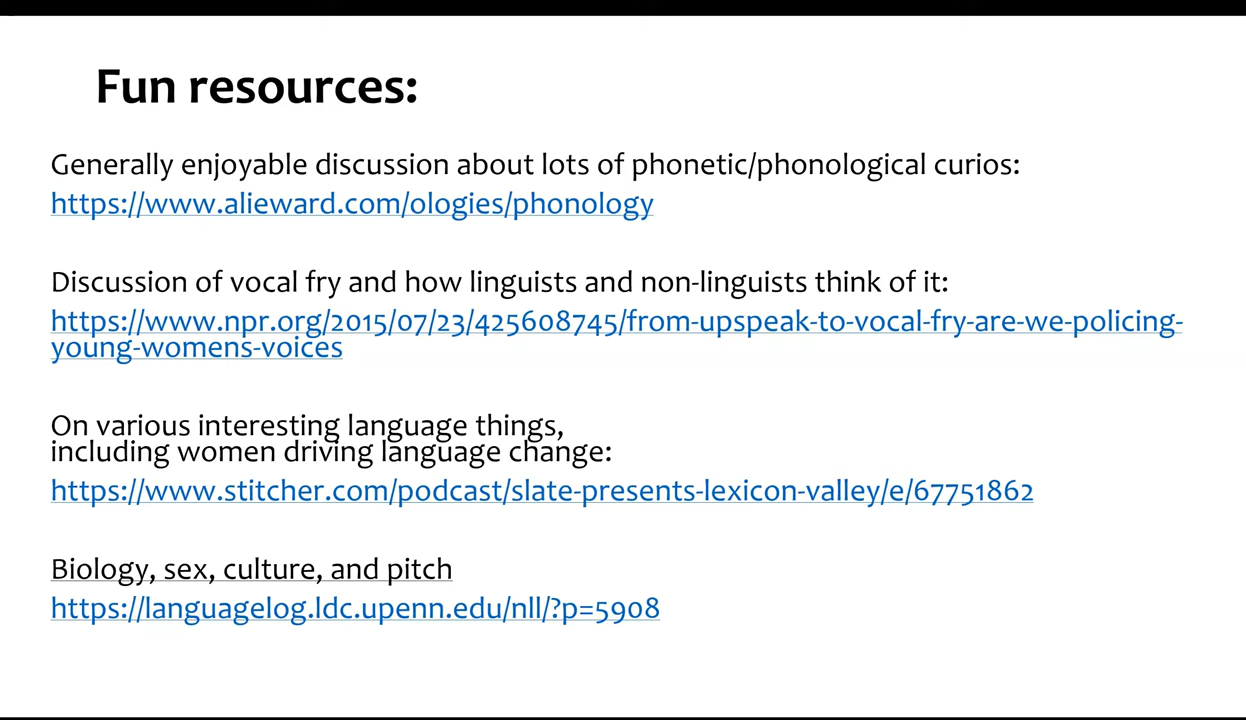 Fun resources:
Generally enjoyable discussion about lots of phonetic/phonological curios:
https://www.alieward.com/ologies/phonology
Discussion of vocal fry and how linguists and non-linguists think of it:
https://www.npr.org/2015/07/23/425608745/from-upspeak-to-vocal-fry-are-we-policing-
young-womens-voices
On various interesting language things,
including women driving language change:
https://www.stitcher.com/podcast/slate-presents-lexicon-valley/e/67751862
Biology, sex, culture, and pitch
https://languagelog.ldc.upenn.edu/nll/?p=5908